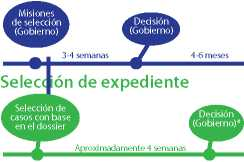 Misiones
de selección
(Gobierno)
Decisión
(Gobierno)
3-4 semanas
4-6 meses
Selección de expediente
Selección de
casos con base
en el dossier
Decisión
(Gobierno)*
Aproximadamente 4 semanas